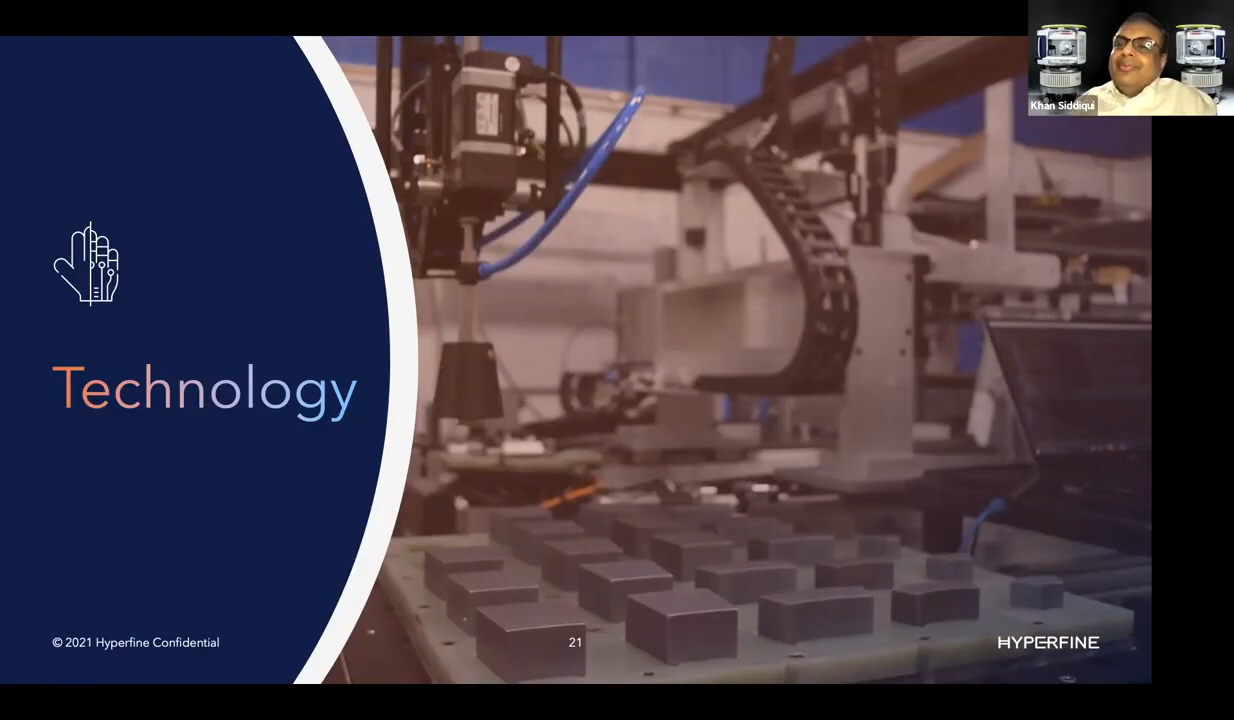 Khan Siddiqui
Technology
© 2021 Hyperfine Confidential
21
HYPERFINE